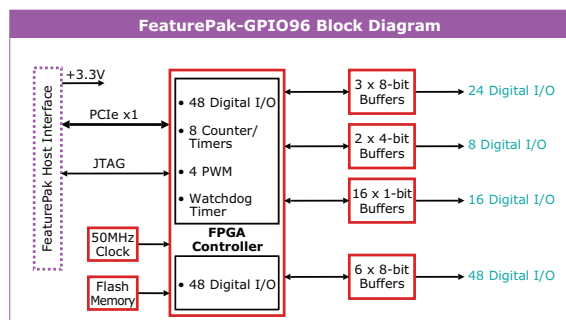 FeaturePak-GPIO96 Block Diagram
FeaturePak Host Interface
+3.3V
PCIe x1
JTAG
50MHz
Clock
Flash
Memory
• 48 Digital I/O
• 8 Counter/
Timers
• 4 PWM
• Watchdog
Timer
FPGA
Controller
• 48 Digital I/O
3 x 8-bit
Buffers
24 Digital I/O
2 x 4-bit
Buffers
8 Digital I/O
16 x 1-bit
Buffers
16 Digital I/O
6 x 8-bit
Buffers
48 Digital I/O